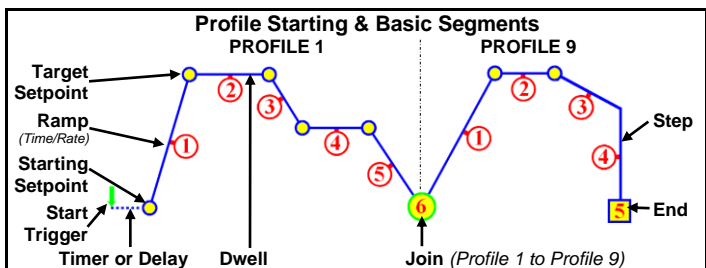 Profile Starting & Basic Segments
PROFILE 1
PROFILE 9
Target
Setpoint
Ramp
(Time/Rate)
Starting
Setpoint
Start
Trigger
Timer or Delay
Dwell
Join (Profile 1 to Profile 9)
Step
End
1
2
3
4
5
6
1
2
3
4
5